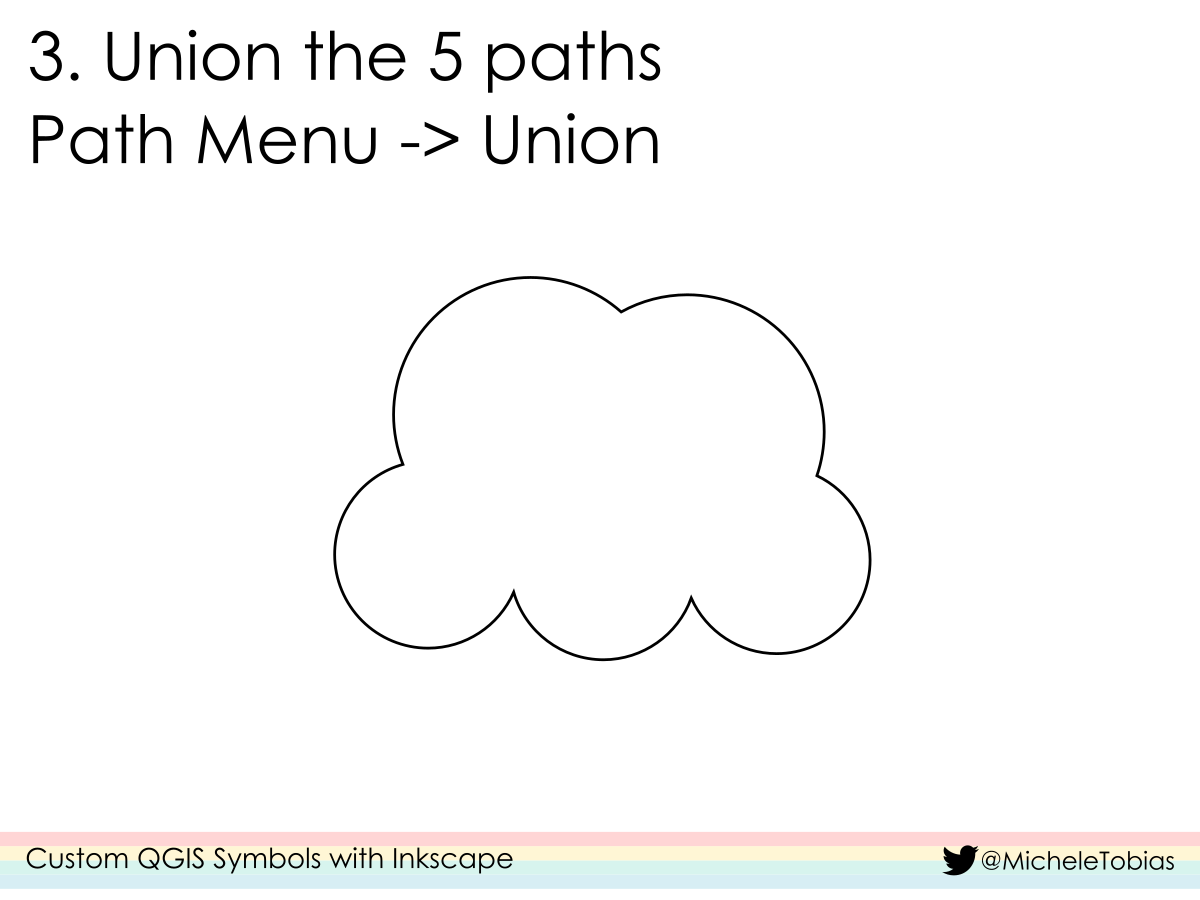 3. Union the 5 paths
Path Menu -> Union
Custom QGIS Symbols with Inkscape
@MicheleTobias